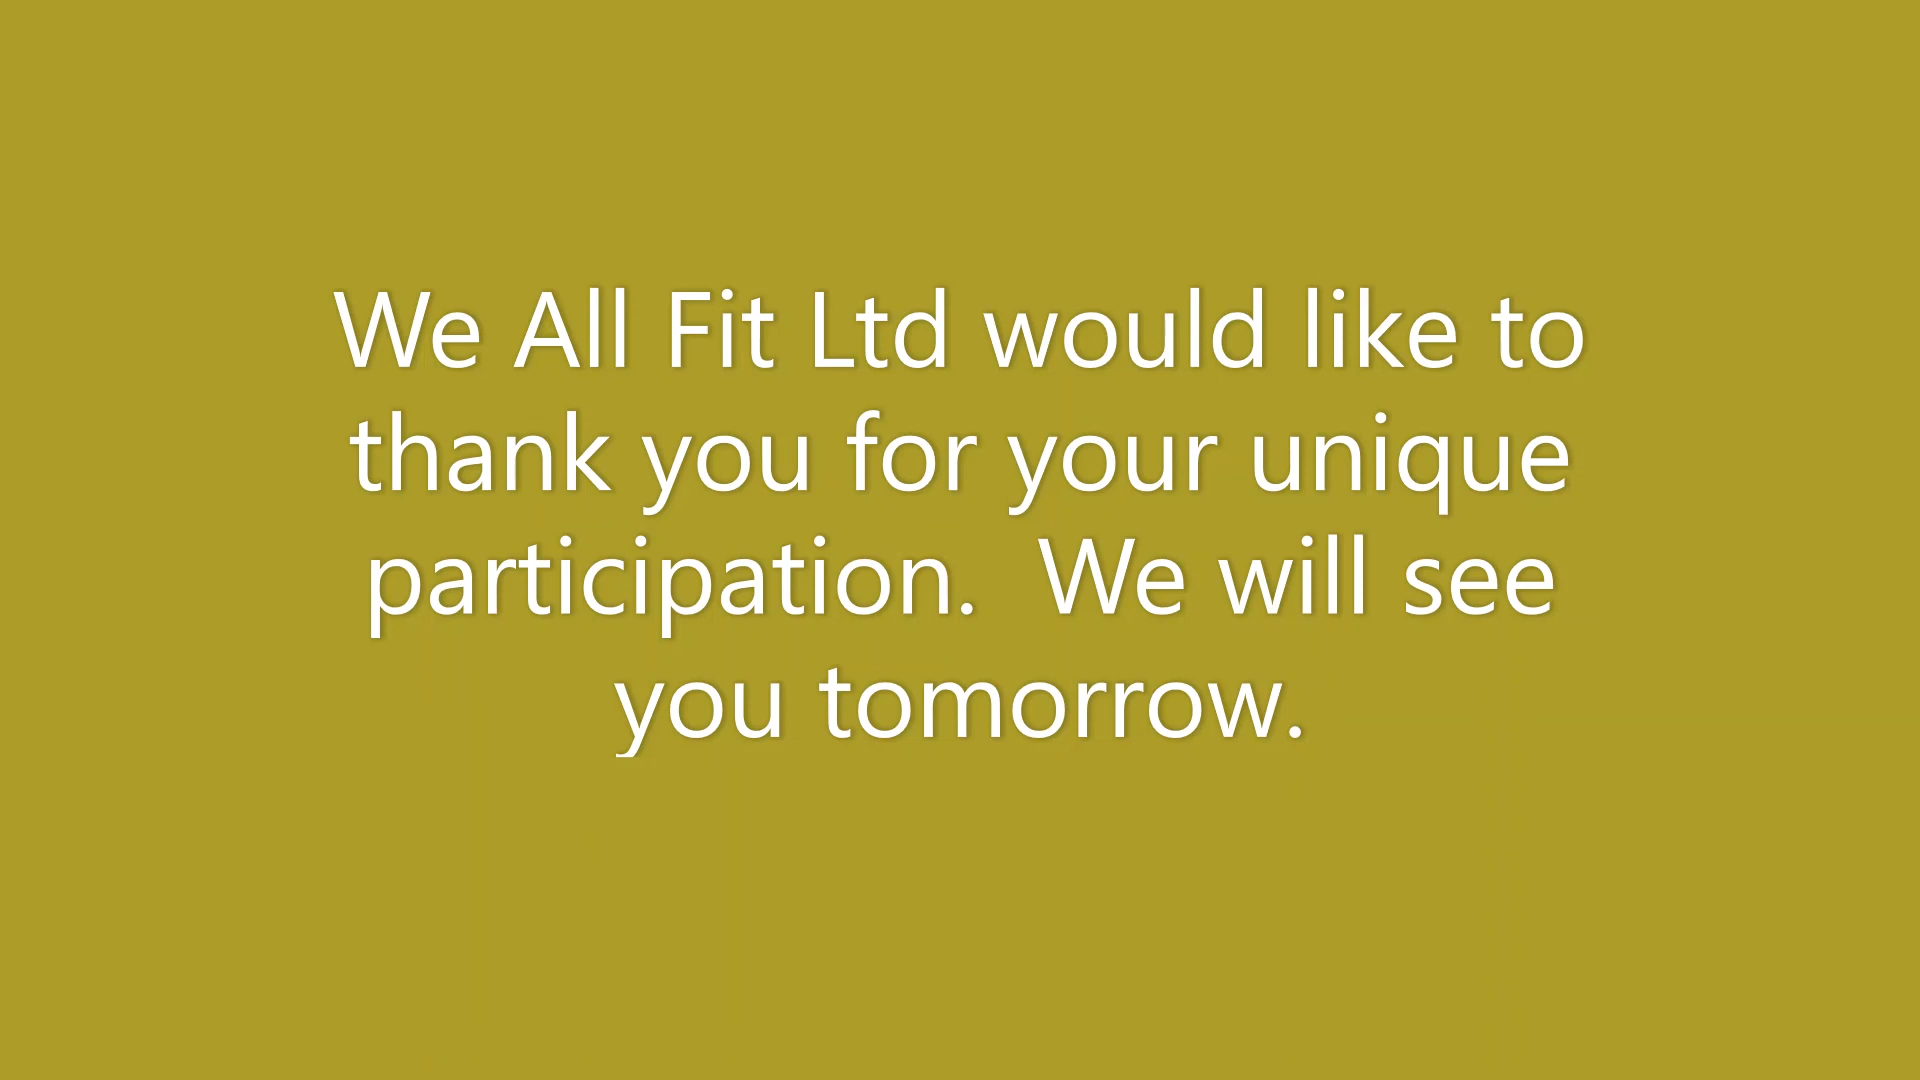 We All Fit Ltd would like to
thank you for your unique
participation.  We will see
you tomorrow.